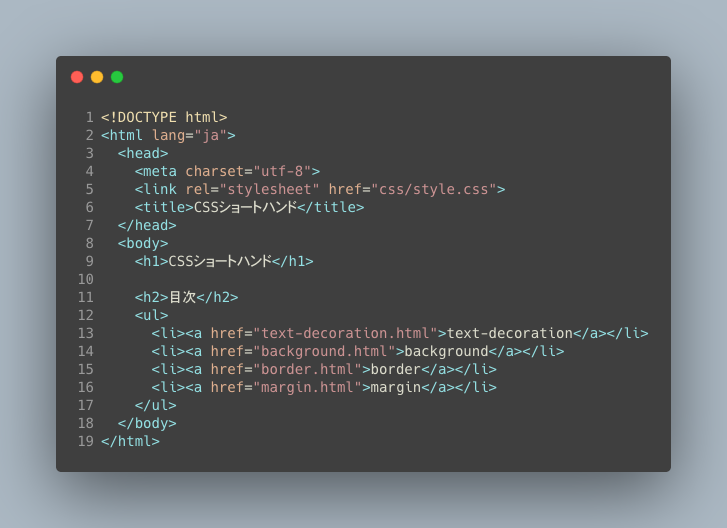 1 <!DOCTYPE html>
2 <html lang="ja">
3   <head>
4     <meta charset="utf-8">
5     <link rel="stylesheet" href="css/style.css">
6     <title>CSSショートハンド</title>
7   </head>
8   <body>
9     <h1>CSSショートハンド</h1>
10
11     <h2>目次</h2>
12     <ul>
13       <li><a href="text-decoration.html">text-decoration</a></li>
14       <li><a href="background.html">background</a></li>
15       <li><a href="border.html">border</a></li>
16       <li><a href="margin.html">margin</a></li>
17     </ul>
18   </body>
19 </html>